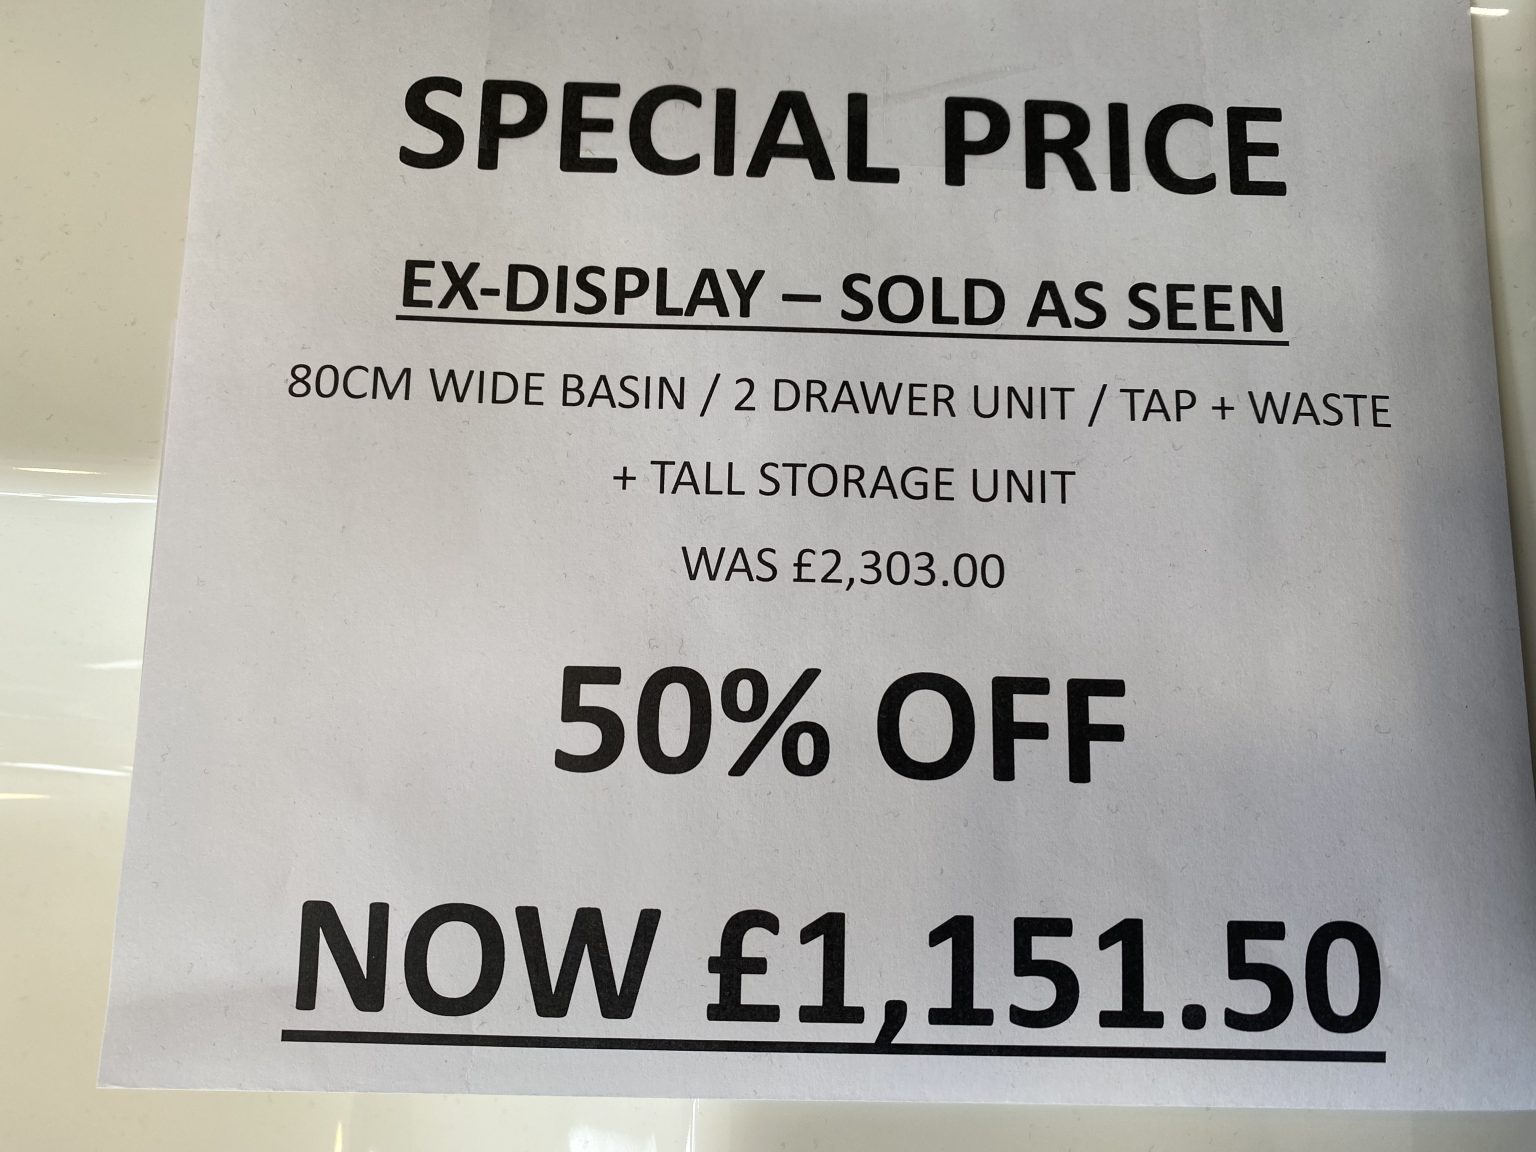 SPECIAL PRICE
EX-DISPLAY – SOLD AS SEEN
80CM WIDE BASIN / 2 DRAWER UNIT / TAP + WASTE
+ TALL STORAGE UNIT
WAS £2,303.00
50% OFF
NOW £1,151.50